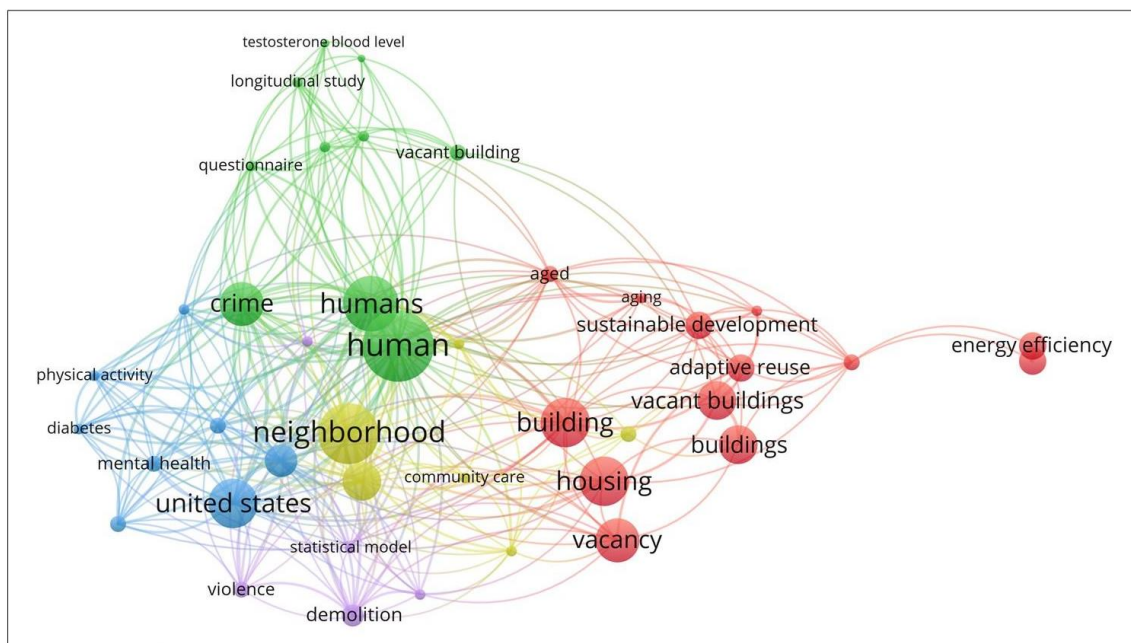 testosterone blood level
longitudinal study
vacant building
questionnaire
aged
aging
crime
humans
sustainable development
human
energy efficiency
adaptive reuse
physical activity
vacant buildings
building
diabetes
neighborhood
buildings
mental health
community care
housing
united states
vacancy
statistical model
violence
demolition